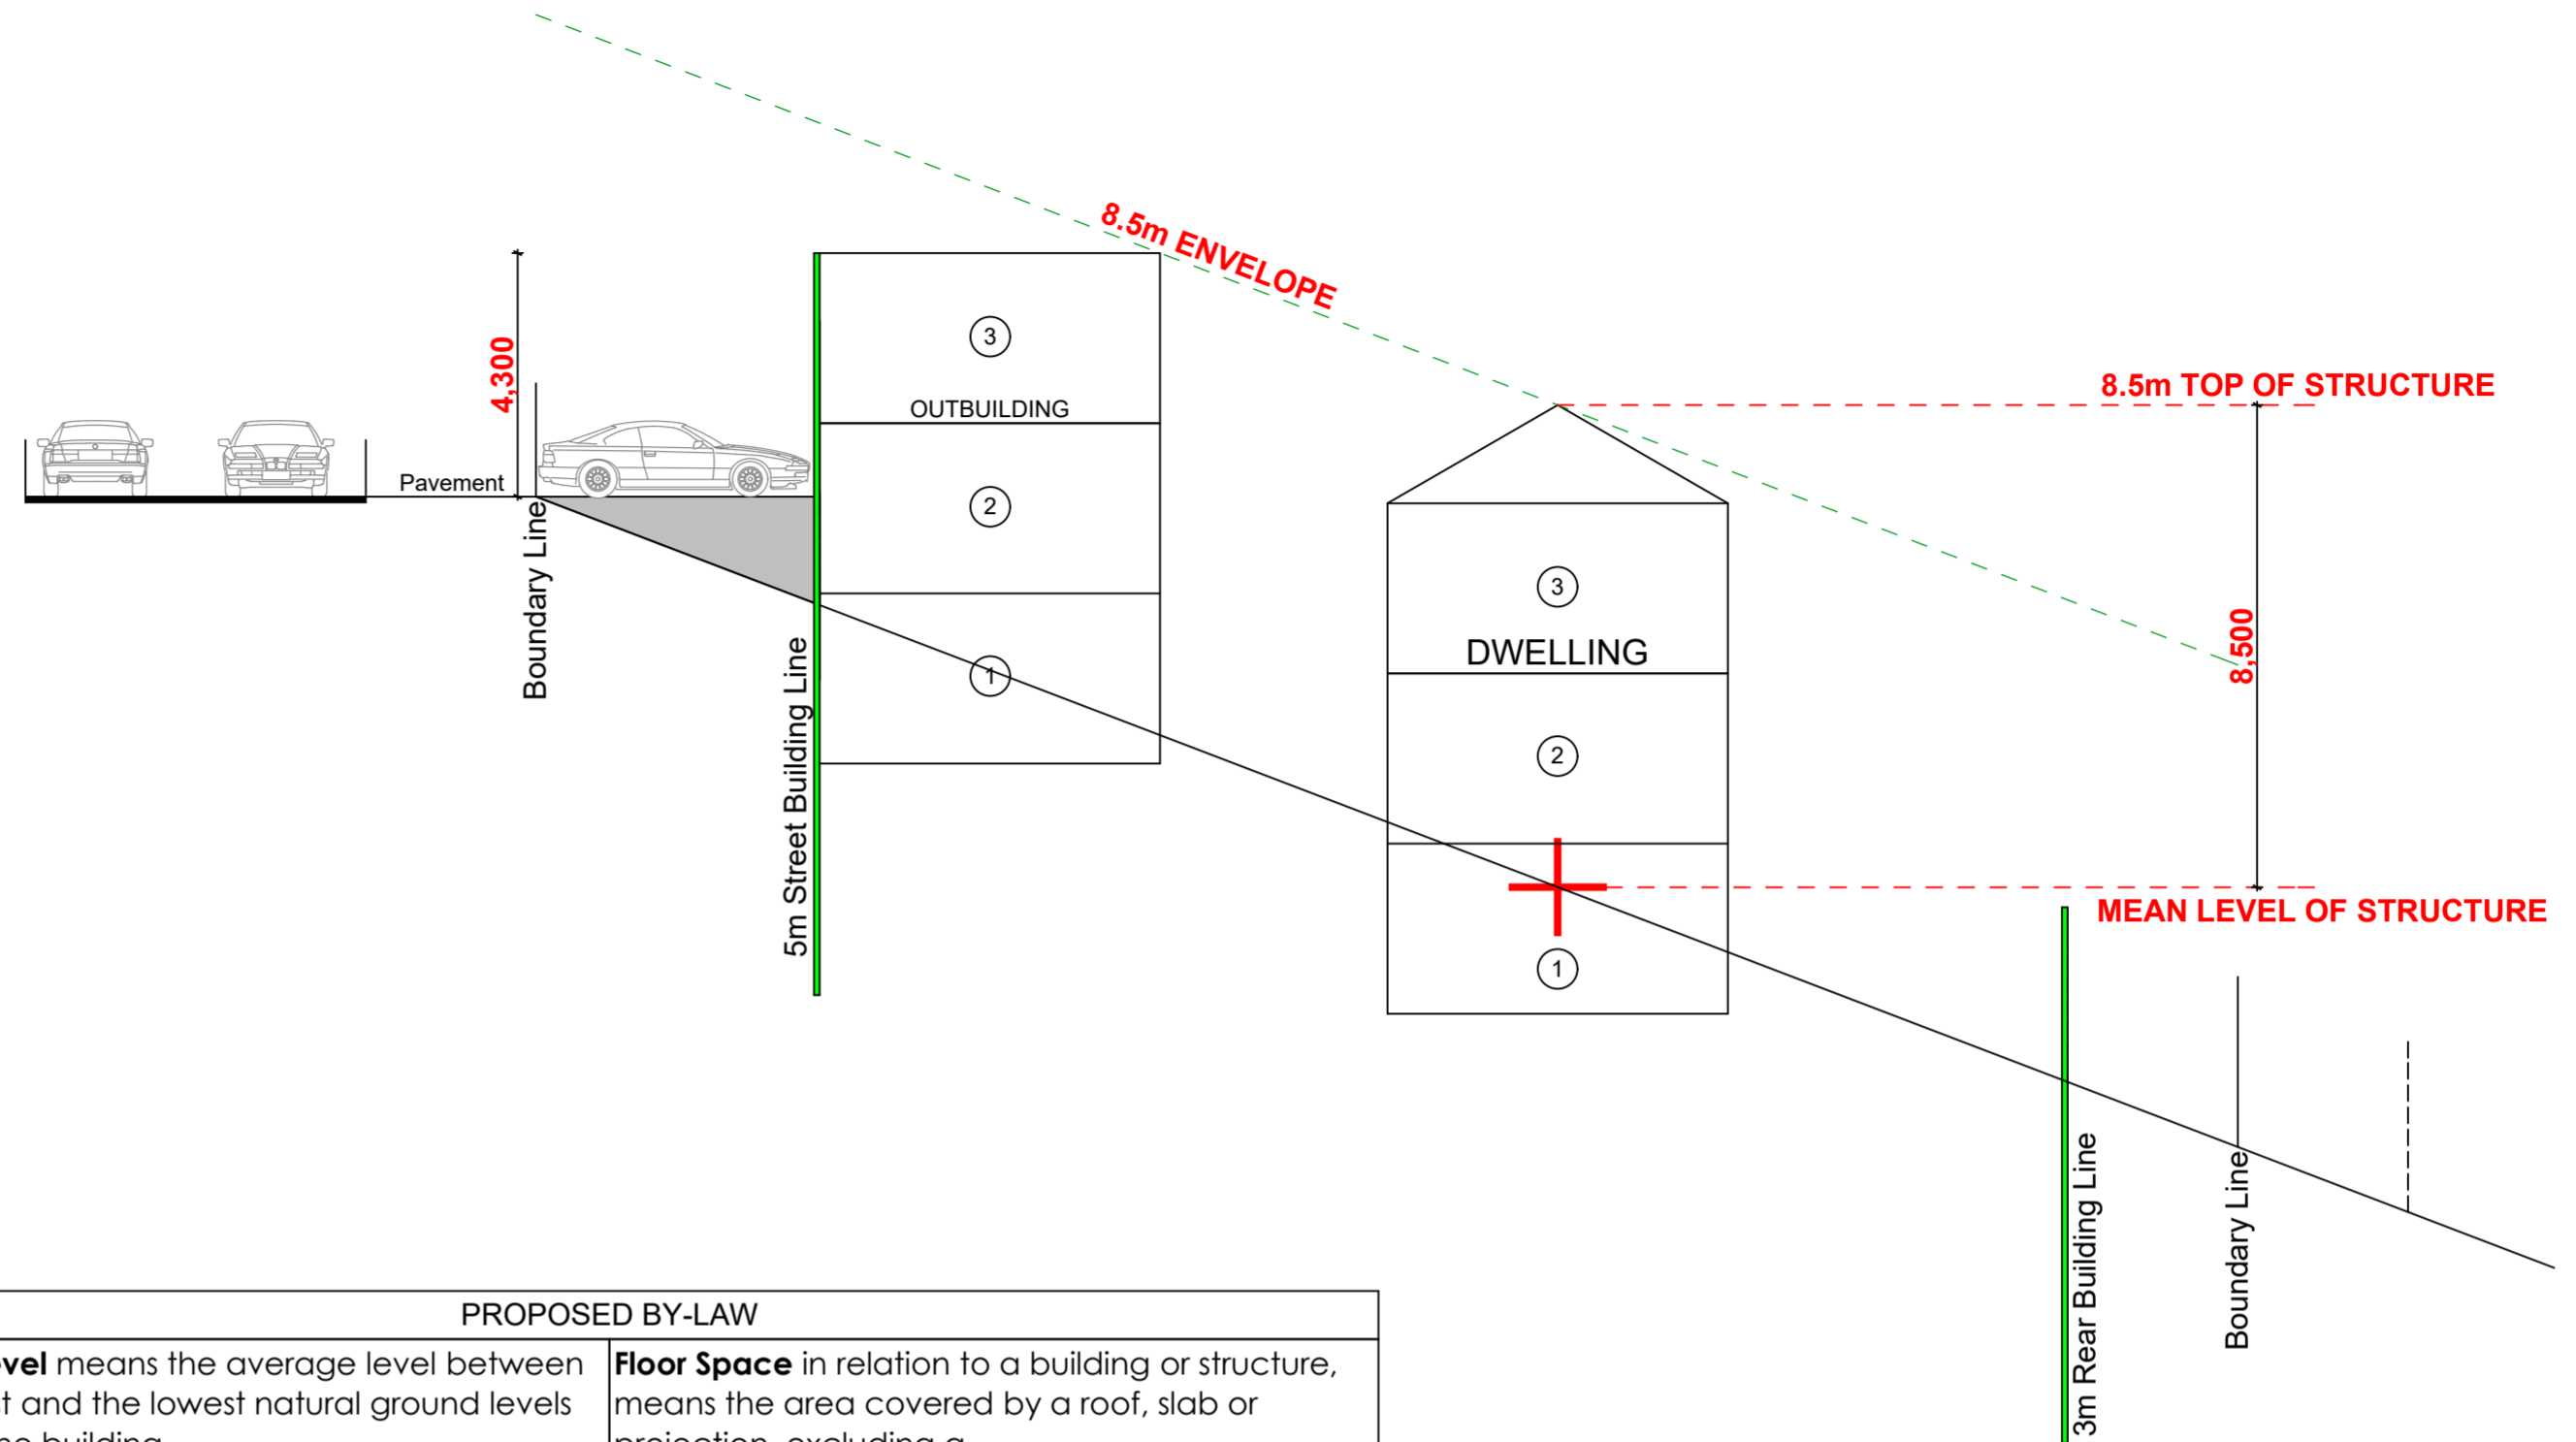 8.5m ENVELOPE
4,300
3
OUTBUILDING
Pavement
2
1
Boundary Line
5m Street Building Line
8.5m TOP OF STRUCTURE
8,500
3
DWELLING
2
1
MEAN LEVEL OF STRUCTURE
3m Rear Building Line
Boundary Line
PROPOSED BY-LAW
means the average level between
and the lowest natural ground levels
building
Floor Space in relation to a building or structure,
means the area covered by a roof, slab or
projection, excluding a